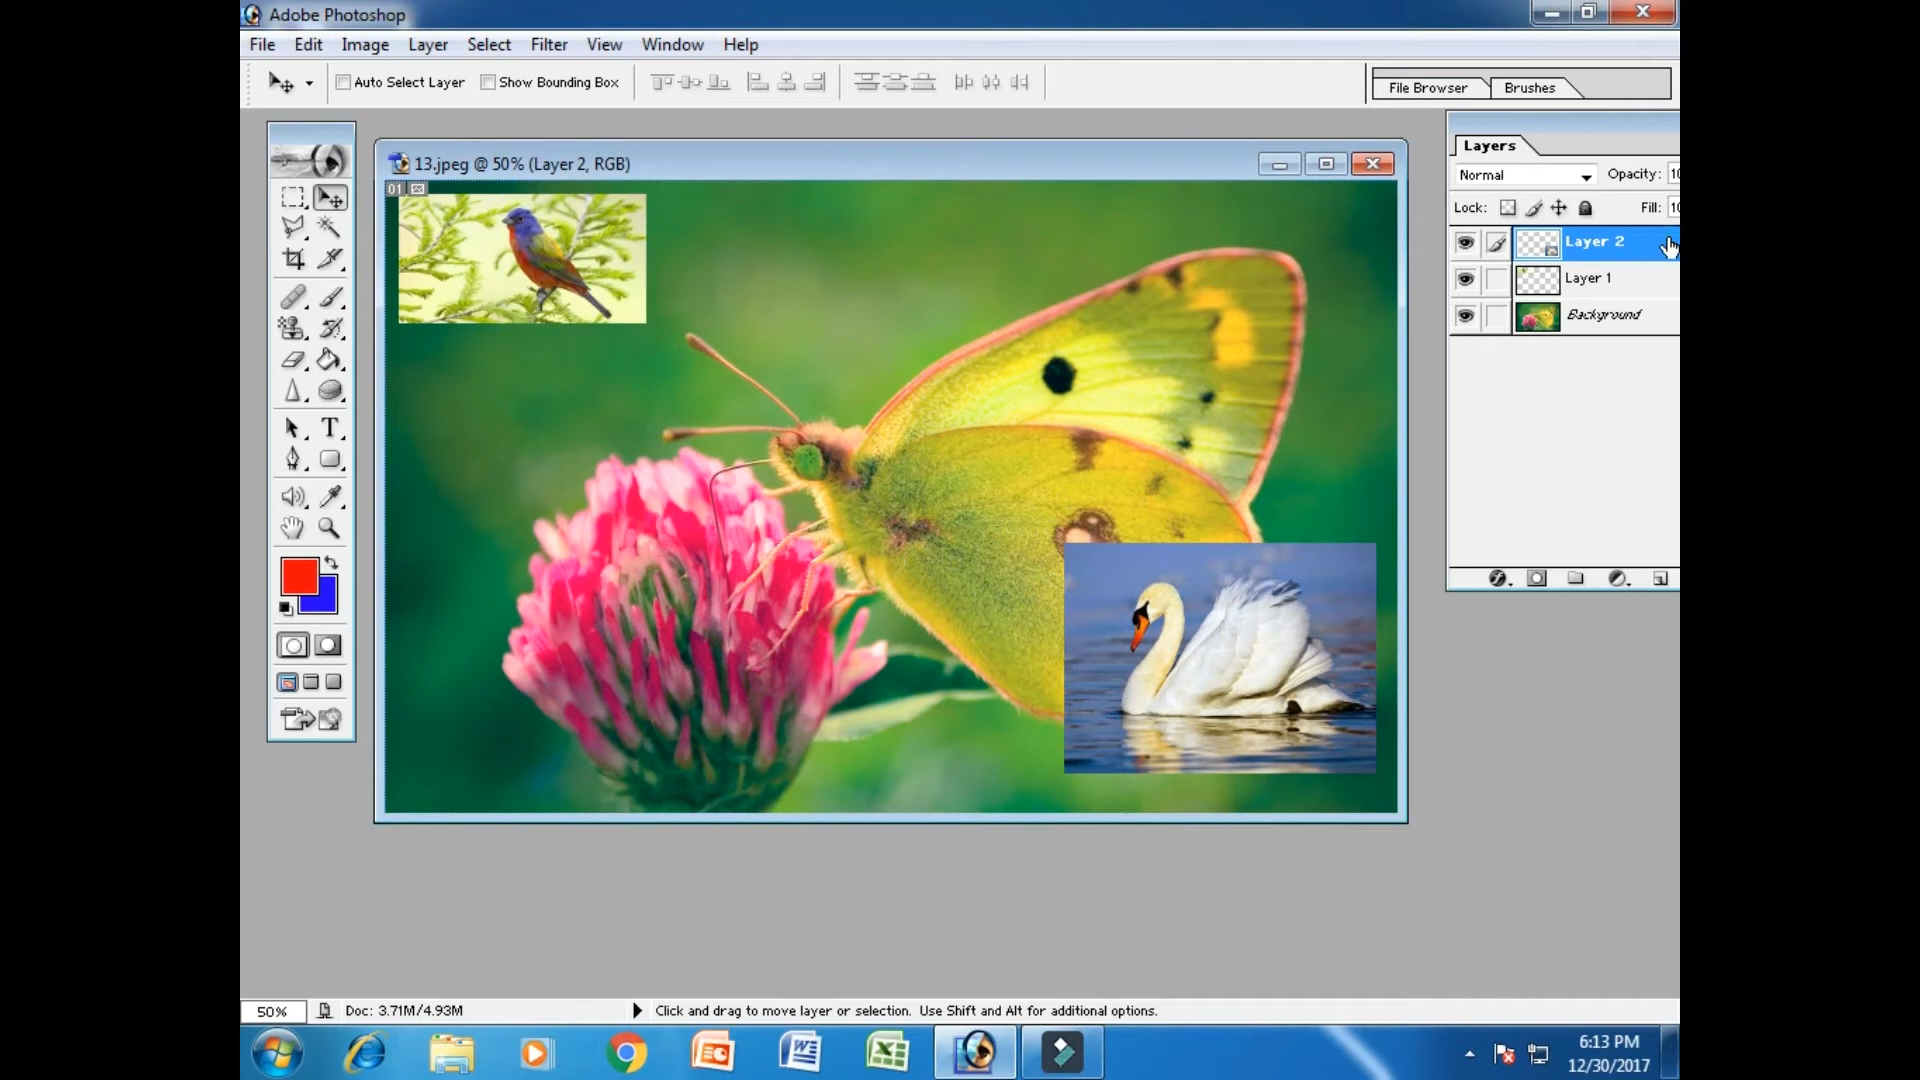 Adobe Photoshop
File Edit Image Layer Select Filter View Window Help
Auto Select Layer Show Bounding Box
File Browser Brushes
13.jpeg @ 50% (Layer 2, RGB)
01
Layers
Normal Opacity: 10
Lock: Fill: 10
Layer 2
Layer 1
Background
50% Doc: 3.71M/4.93M Click and drag to move layer or selection. Use Shift and Alt for additional options.
6:13 PM
12/30/2017